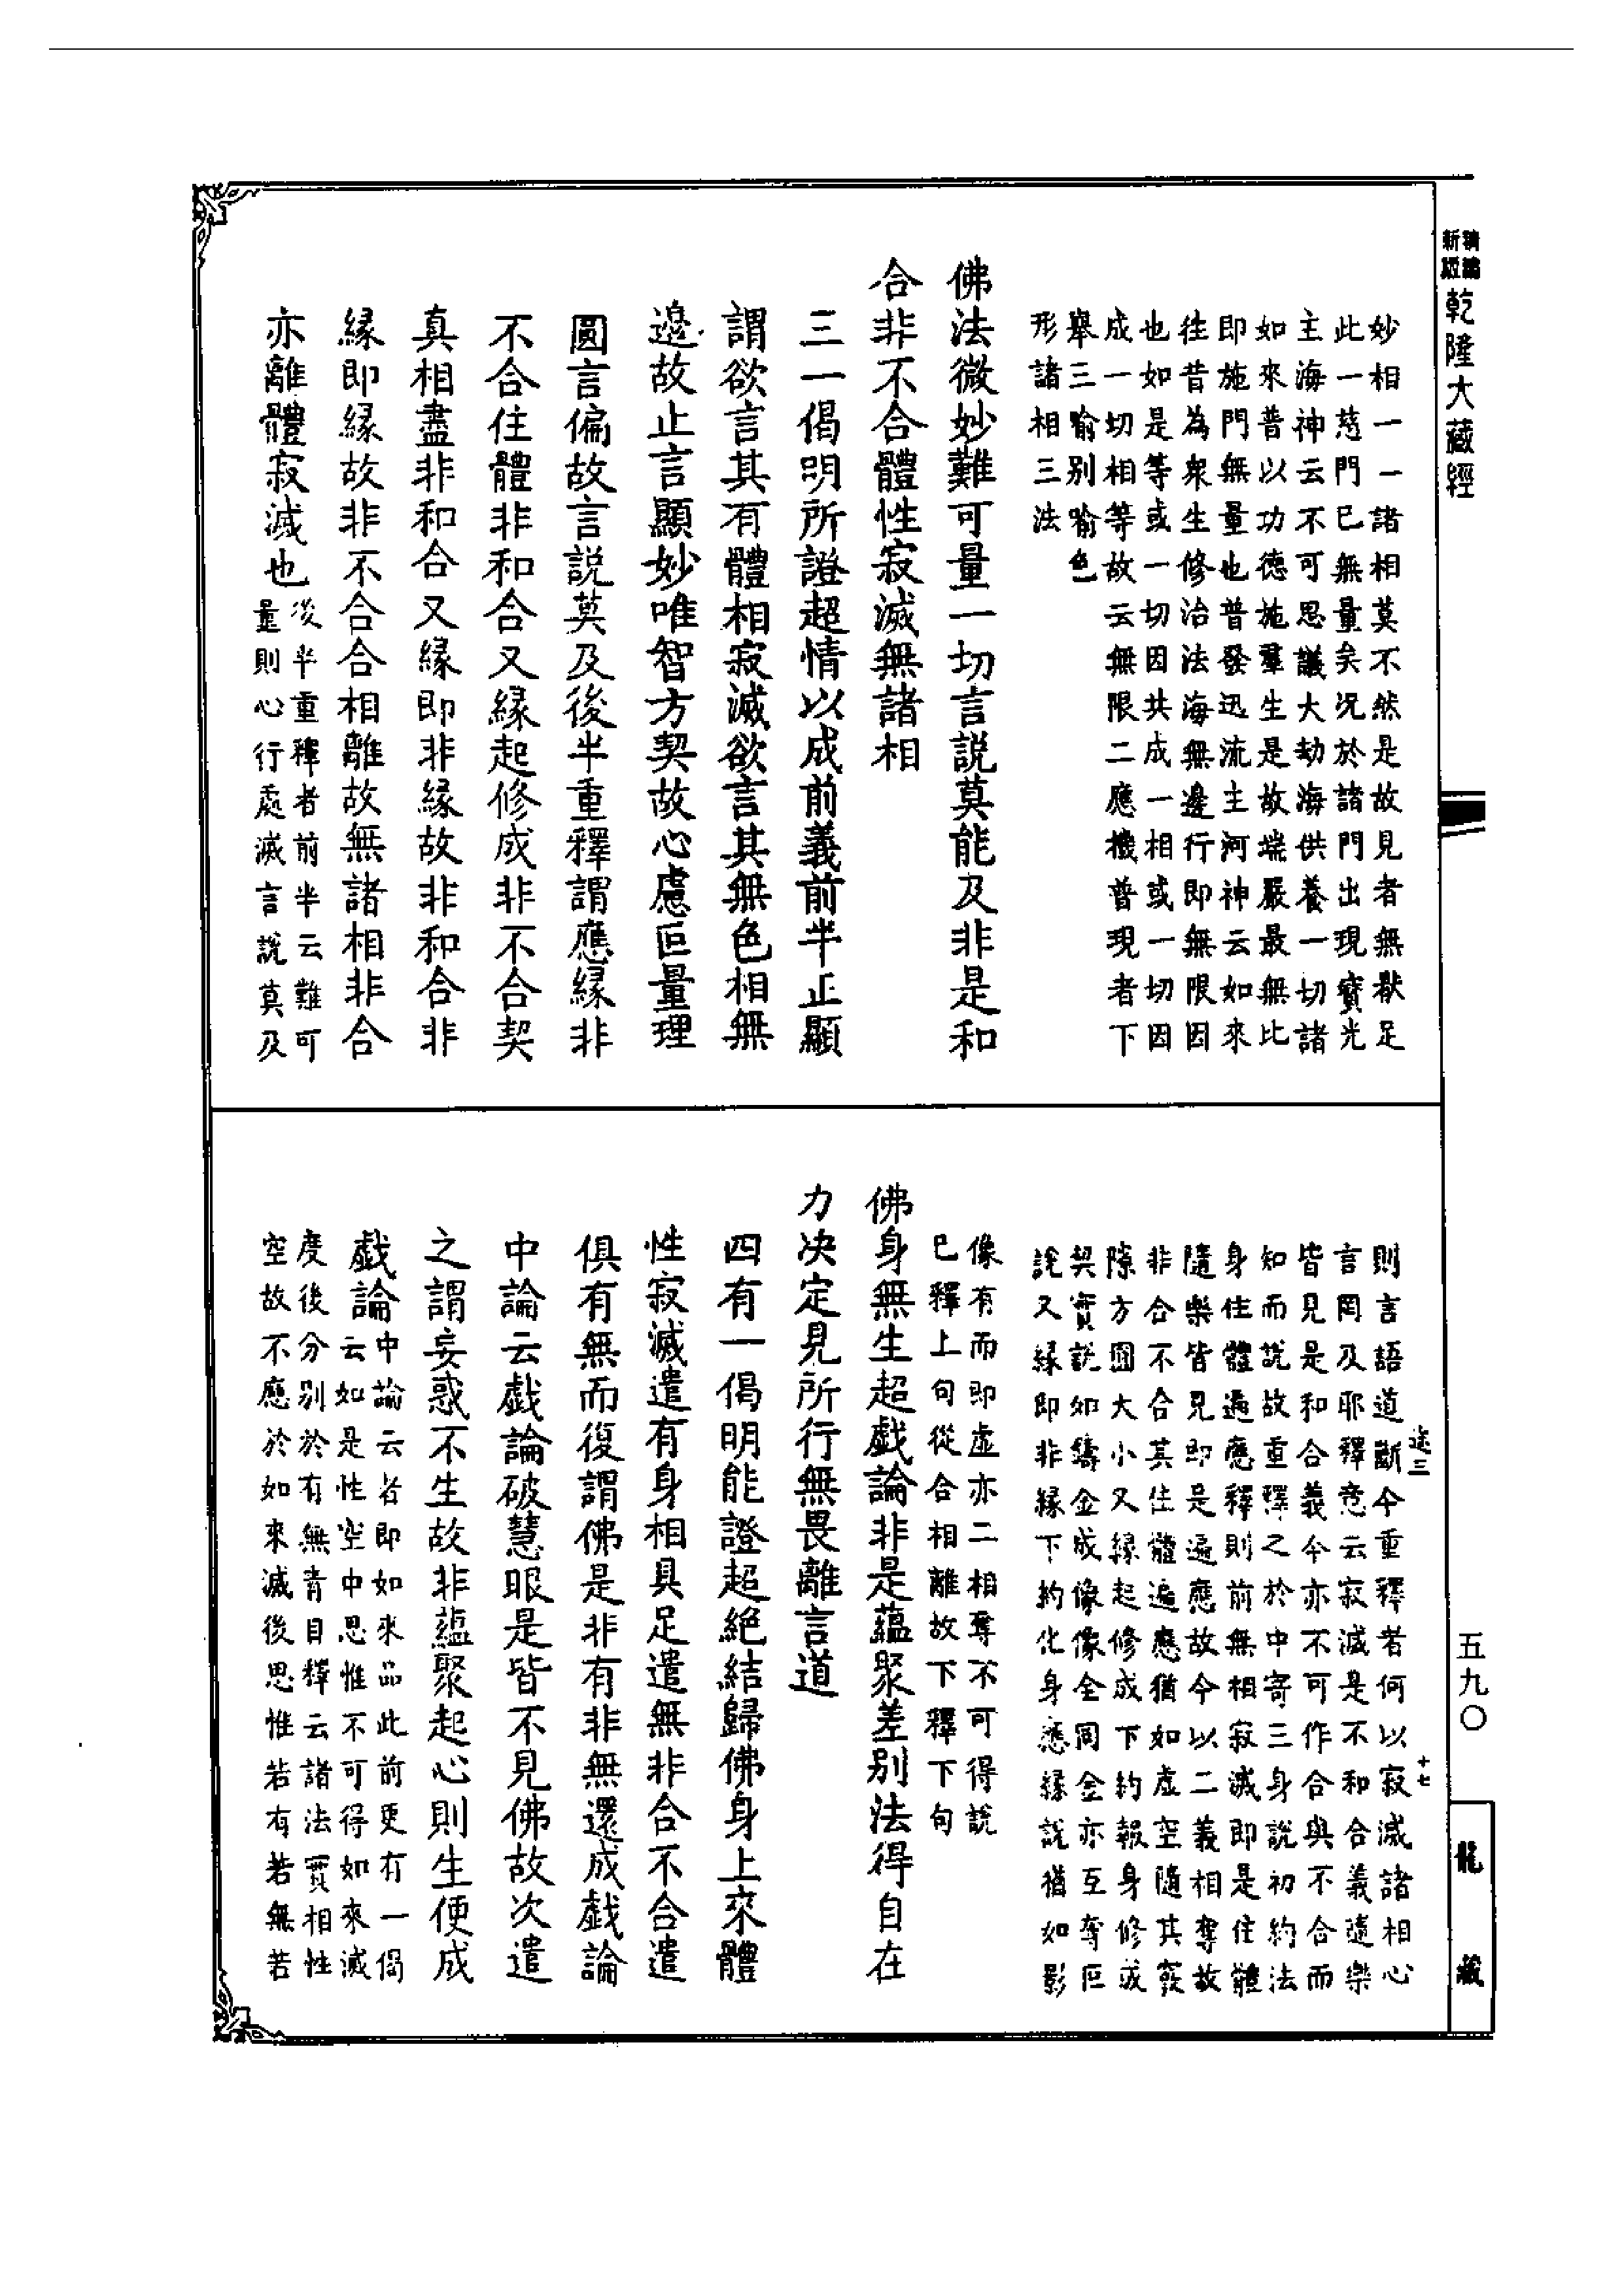 新版
精編
乾隆大藏經
妙相一一諸相莫不然是故見者無猒足
此一慈門已無量矣況於諸門出現寶光
主海神云不可思議大劫海供養一切諸
如來普以功德施羣生是故端嚴最無比
即施門無量也普發迅流主河神云如來
往昔為衆生修治法海無邊行即無限因
也如是等或一切因共成一相或一切因
成一切相等故云無限二應機普現者下
舉三喻别喻色
形諸相三法
佛法微妙難可量一切言説莫能及非是和
合非不合體性寂滅無諸相
三一偈明所證超情以成前義前半正顯
謂欲言其有體相寂滅欲言其無色相無
邊故止言顯妙唯智方契故心慮叵量理
圓言偏故言説莫及後半重釋謂應緣非
不合住體非和合又緣起修成非不合契
真相盡非和合又緣即非緣故非和合非
緣即緣故非不合合相離故無諸相非合
亦離體寂滅也
後半重釋者前半云難可
量則心行處滅言說莫及
則言語道斷今重釋者何以寂滅諸相心
言罔及耶釋意云寂滅是不和合義隨樂
皆見是和合義今亦不可作合與不合而
知而說故重釋之於中寄三身說初約法
身住體遍應釋則前無相寂滅即是住體
隨樂皆見即是遍應故今以二義相奪故
非合不合其住體遍應猶如虚空隨其竅
隙方圓大小又緣起修成下約報身修成
契實說如鑄金成像像全同金亦互奪叵
說又緣即非緣下約化身應緣說猶如影
像有而即虚亦二相奪不可得說
已釋上句從合相離故下釋下句
佛身無生超戲論非是蘊聚差别法得自在
力决定見所行無畏離言道
四有一偈明能證超絶結歸佛身上來體
性寂滅遣有身相具足遣無非合不合遣
俱有無而復謂佛是非有非無還成戲論
中論云戲論破慧眼是皆不見佛故次遣
之謂妄惑不生故非蘊聚起心則生便成
戲論
中論云者即如來品此前更有一偈
云如是性空中思惟不可得如來滅
度後分别於有無青目釋云諸法實相性
空故不應於如來滅後思惟若有若無若
十七
五九〇
龍藏